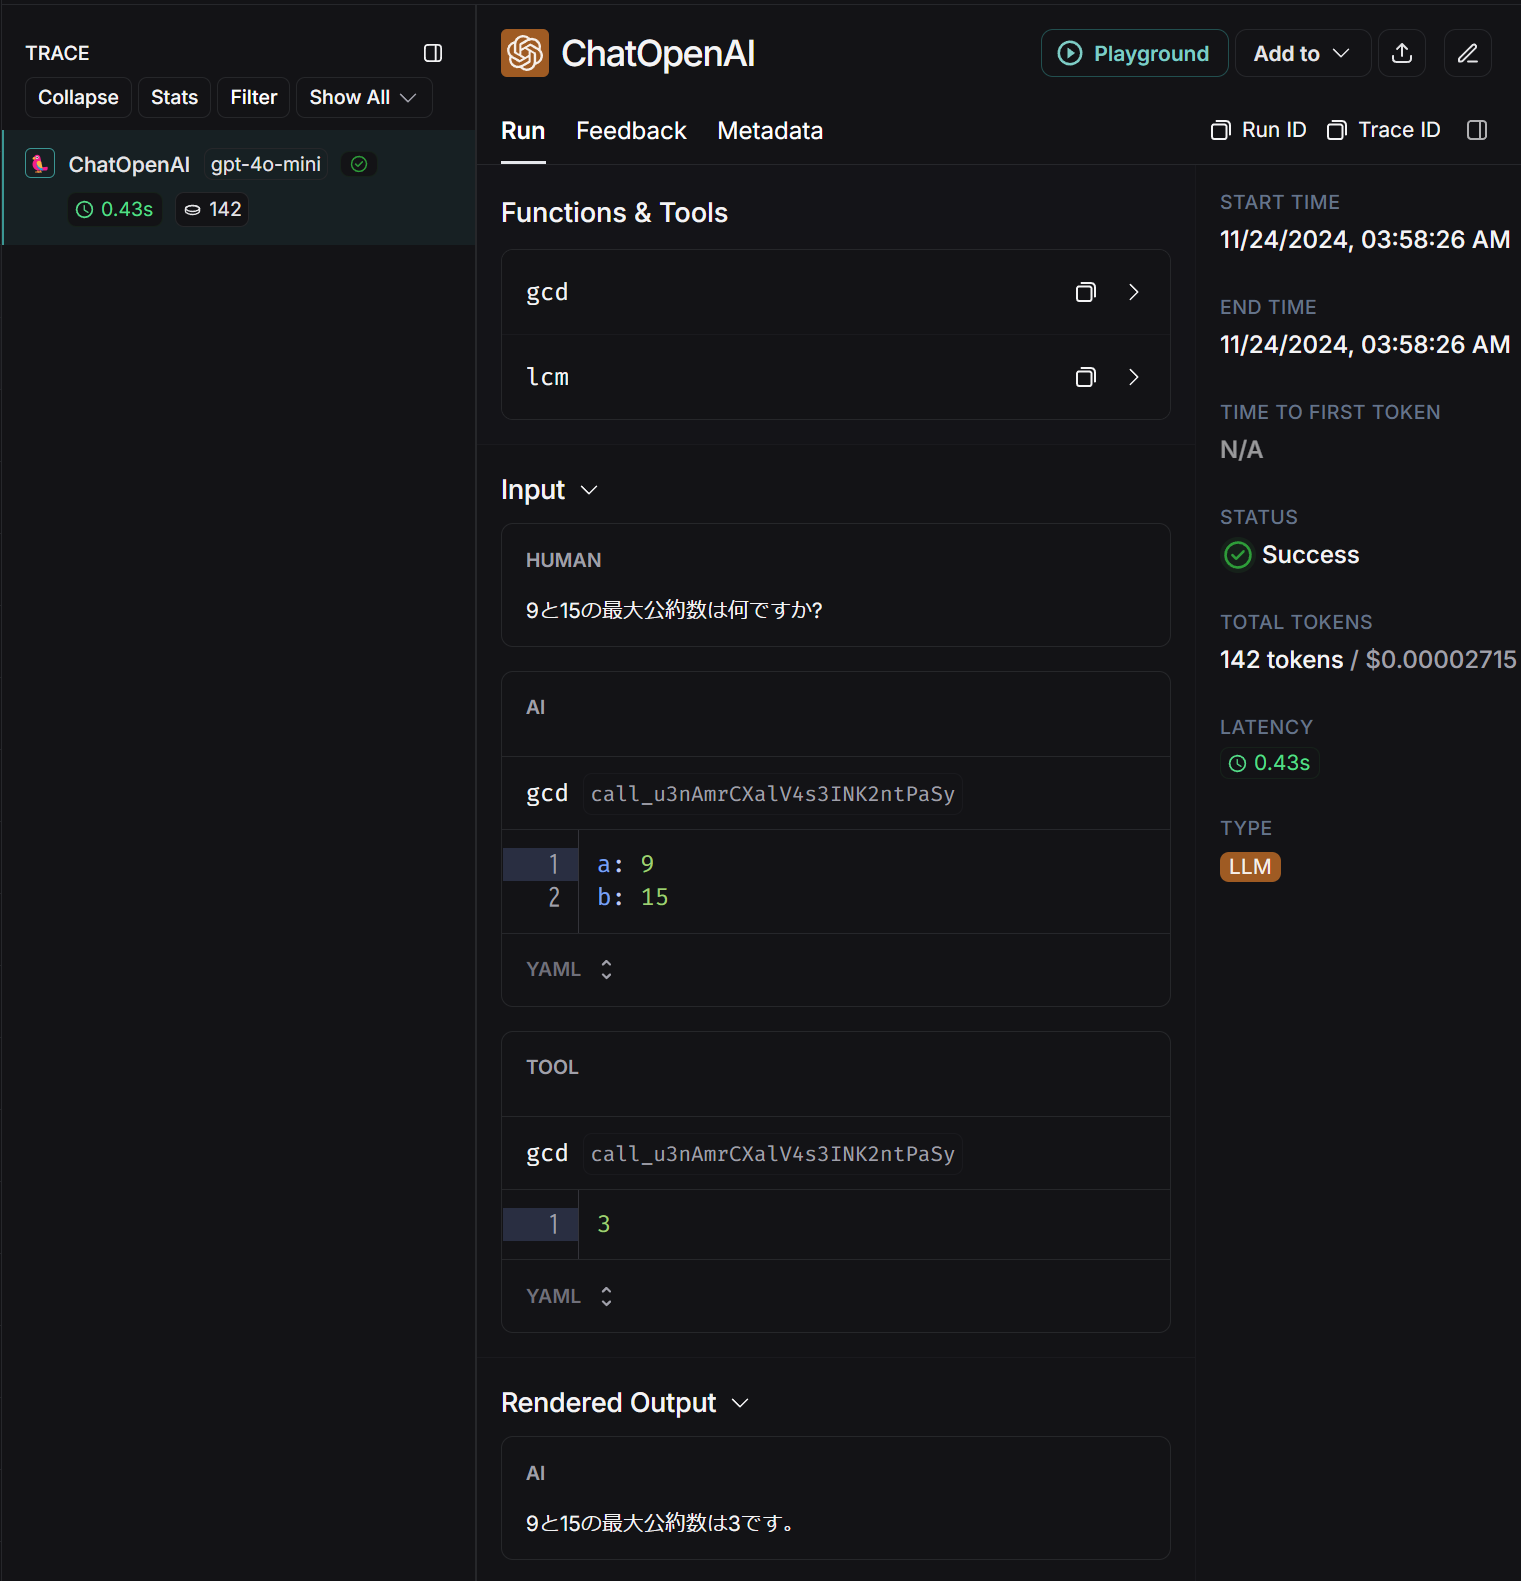 TRACE
Collapse
Stats
Filter
Show All
ChatOpenAI
gpt-4o-mini
0.43s
142
ChatOpenAI
Playground
Add to
Run
Feedback
Metadata
Run ID
Trace ID
Functions & Tools
gcd
lcm
Input
HUMAN
9と15の最大公約数は何ですか?
AI
gcd call_u3nAmrCXalV4s3INK2ntPaSy
1 a: 9
2 b: 15
YAML
TOOL
gcd call_u3nAmrCXalV4s3INK2ntPaSy
1 3
YAML
Rendered Output
AI
9と15の最大公約数は3です。
START TIME
11/24/2024, 03:58:26 AM
END TIME
11/24/2024, 03:58:26 AM
TIME TO FIRST TOKEN
N/A
STATUS
Success
TOTAL TOKENS
142 tokens / $0.00002715
LATENCY
0.43s
TYPE
LLM